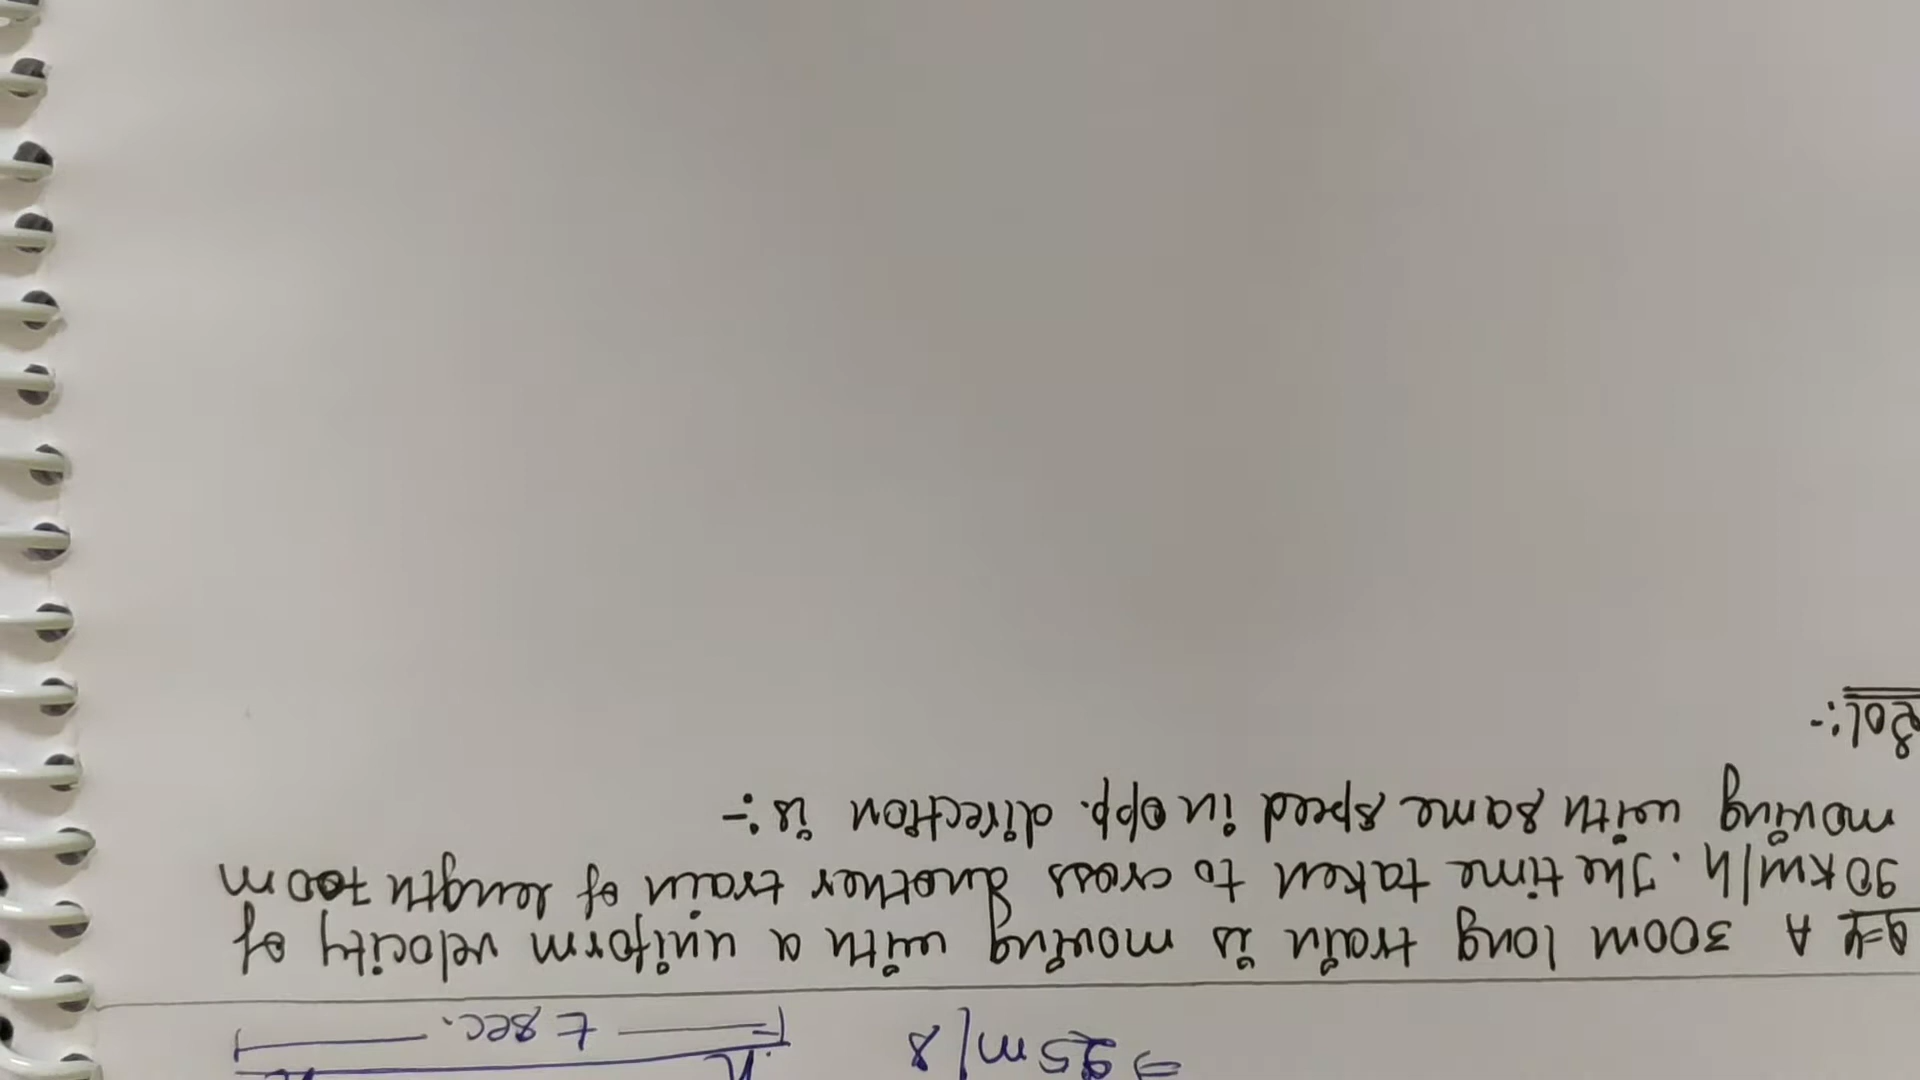 ⇒ 25 m/s
t sec.
Q-4 A 300m long train is moving with a uniform velocity of
90 Km/h. The time taken to cross another train of length 700m
moving with same speed in opp. direction is :-
Sol:-